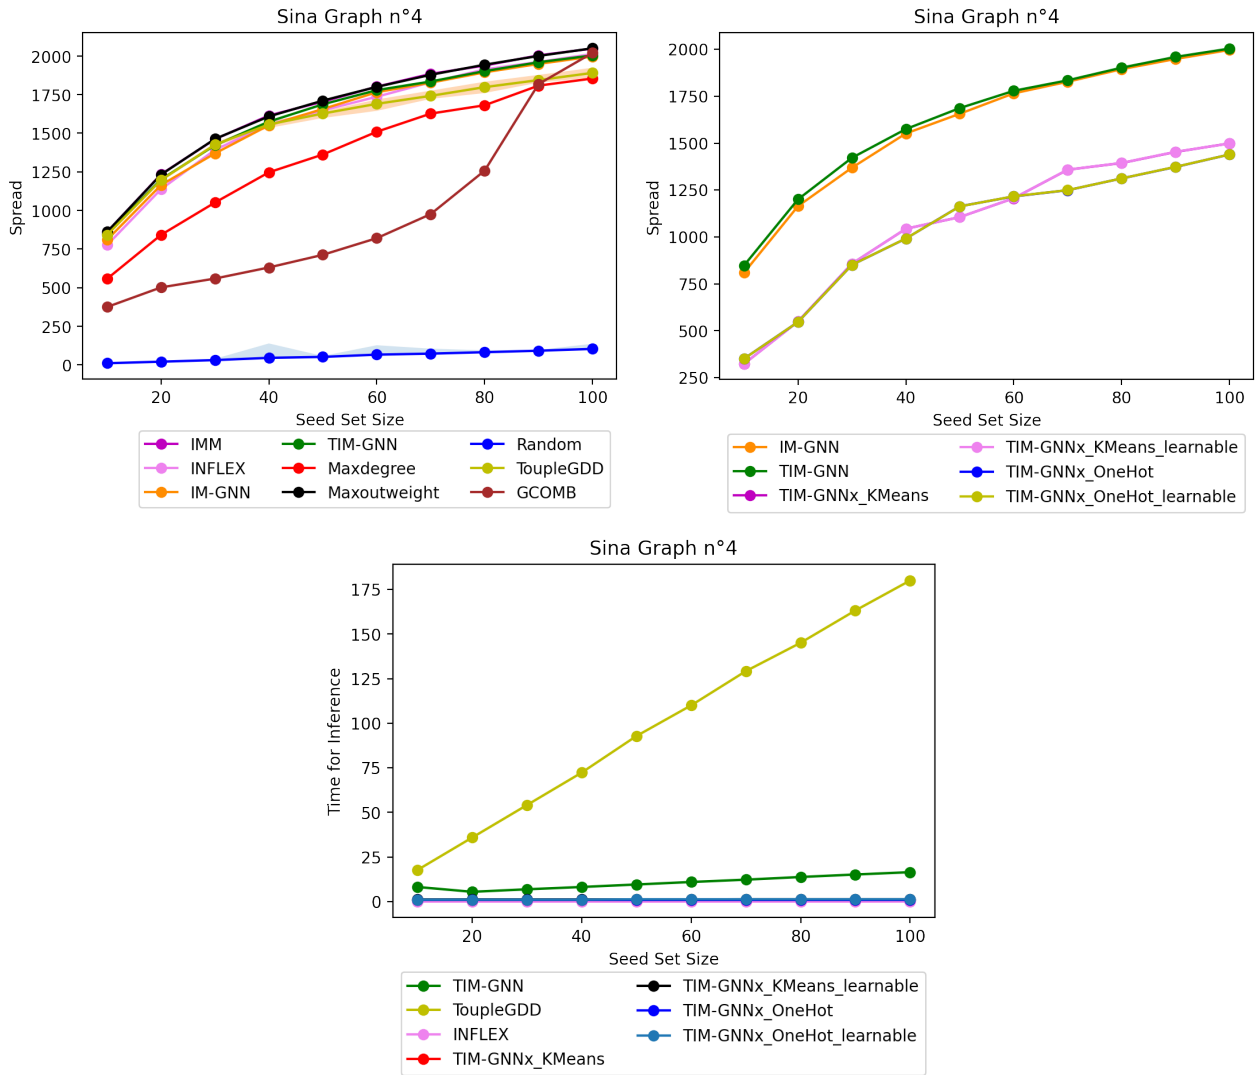 Sina Graph n°4
2000
1750
1500
1250
1000
750
500
250
0
Spread
20 40 60 80 100
Seed Set Size
IMM TIM-GNN Random
INFLEX Maxdegree ToupleGDD
IM-GNN Maxoutweight GCOMB
Sina Graph n°4
2000
1750
1500
1250
1000
750
500
250
Spread
20 40 60 80 100
Seed Set Size
IM-GNN TIM-GNNx_KMeans_learnable
TIM-GNN TIM-GNNx_OneHot
TIM-GNNx_KMeans TIM-GNNx_OneHot_learnable
Sina Graph n°4
175
150
125
100
75
50
25
0
Time for Inference
20 40 60 80 100
Seed Set Size
TIM-GNN TIM-GNNx_KMeans_learnable
ToupleGDD TIM-GNNx_OneHot
INFLEX TIM-GNNx_OneHot_learnable
TIM-GNNx_KMeans